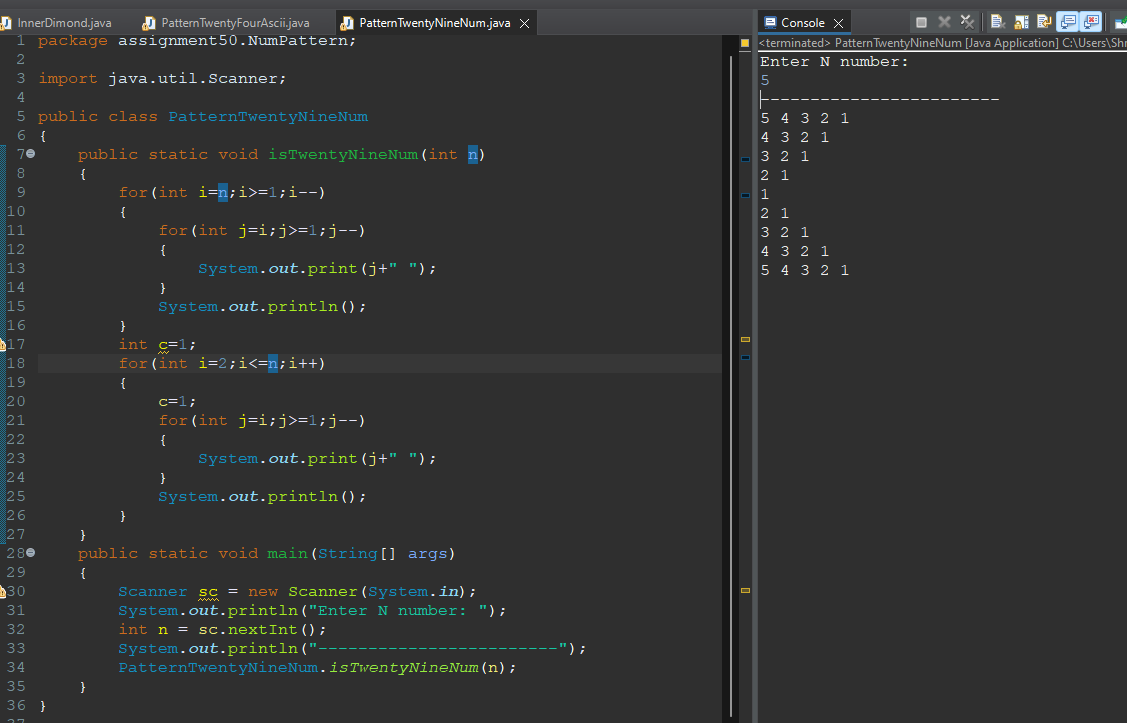 InnerDimond.java PatternTwentyFourAscii.java PatternTwentyNineNum.java
1 package assignment50.NumPattern;
2
3 import java.util.Scanner;
4
5 public class PatternTwentyNineNum
6 {
7 public static void isTwentyNineNum(int n)
8 {
9 for(int i=n;i>=1;i--)
10 {
11 for(int j=i;j>=1;j--)
12 {
13 System.out.print(j+" ");
14 }
15 System.out.println();
16 }
17 int c=1;
18 for(int i=2;i<=n;i++)
19 {
20 c=1;
21 for(int j=i;j>=1;j--)
22 {
23 System.out.print(j+" ");
24 }
25 System.out.println();
26 }
27 }
28 public static void main(String[] args)
29 {
30 Scanner sc = new Scanner(System.in);
31 System.out.println("Enter N number: ");
32 int n = sc.nextInt();
33 System.out.println("------------------------");
34 PatternTwentyNineNum.isTwentyNineNum(n);
35 }
36 }
37
Console
<terminated> PatternTwentyNineNum [Java Application] C:\Users\Shr
Enter N number:
5
------------------------
5 4 3 2 1
4 3 2 1
3 2 1
2 1
1
2 1
3 2 1
4 3 2 1
5 4 3 2 1